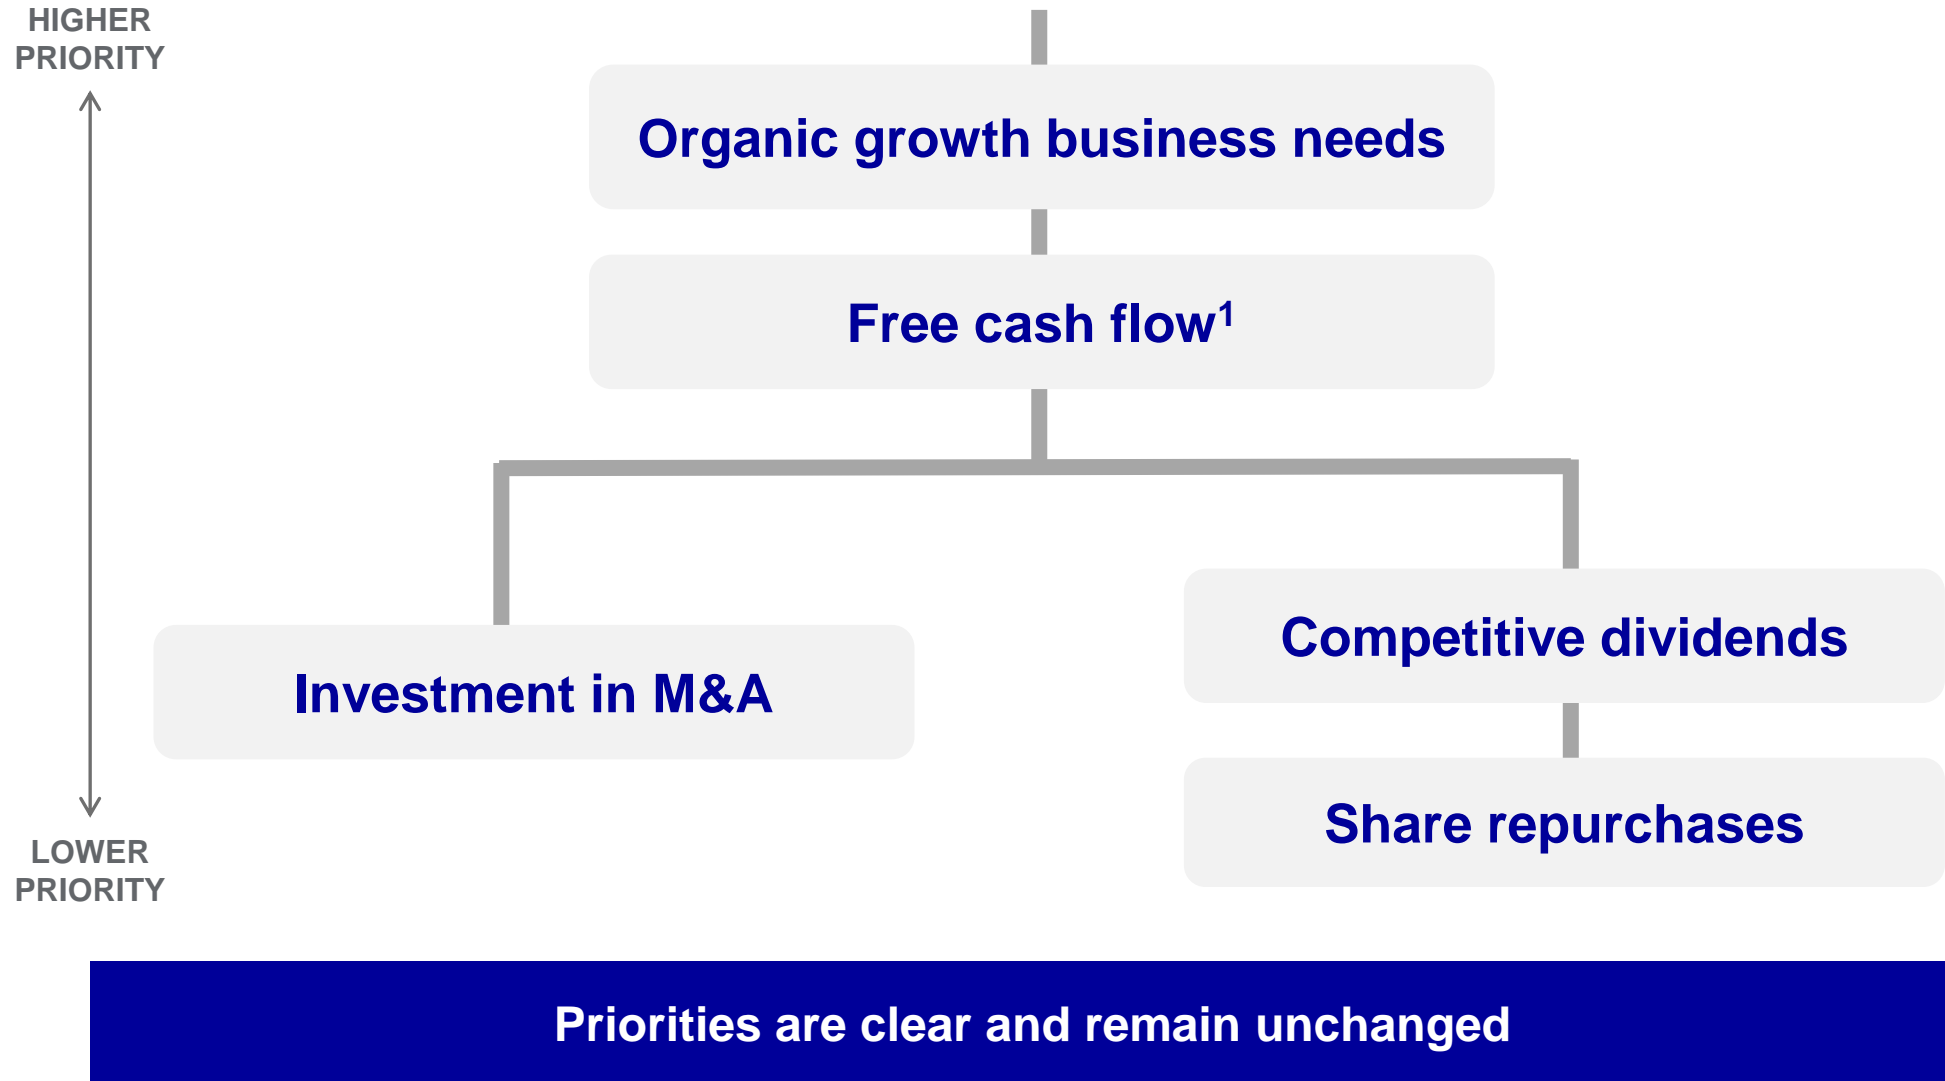 HIGHER
PRIORITY
Organic growth business needs
Free cash flow¹
Competitive dividends
Investment in M&A
Share repurchases
LOWER
PRIORITY
Priorities are clear and remain unchanged